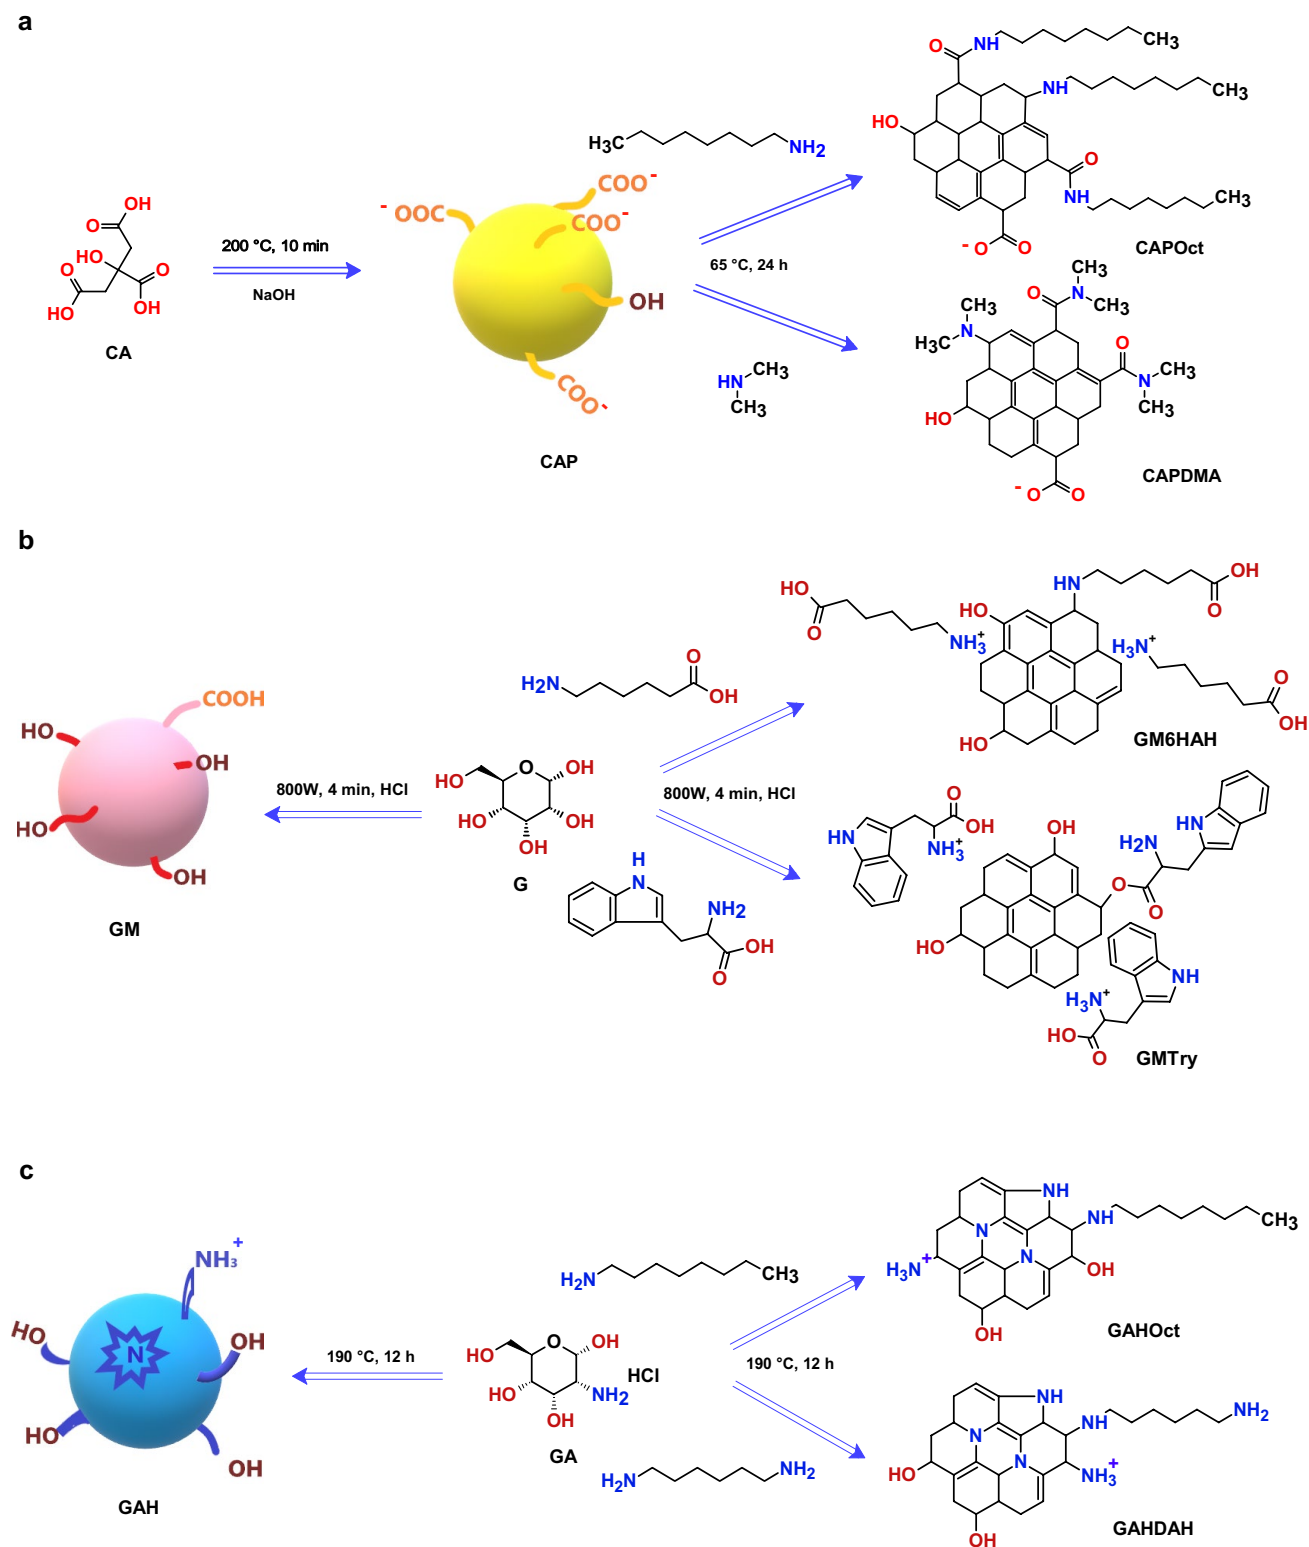 a
O
NH
CH3
NH
CH3
HO
O
NH
CH3
- O
O
CAPOct
H3C
NH2
COO-
- OOC
COO-
OH
COO-
CAP
OH
O
HO
O
O
HO
OH
CA
200 °C, 10 min
NaOH
65 °C, 24 h
HN
CH3
CH3
CH3
O
N
CH3
CH3
N
H3C
O
N
CH3
CH3
HO
- O
O
CAPDMA
b
HO
O
NH3+
HN
OH
O
HO
H3N+
O
OH
HO
GM6HAH
H2N
O
OH
COOH
HO
OH
HO
OH
GM
800W, 4 min, HCl
HO
O
OH
HO
OH
OH
G
800W, 4 min, HCl
H
N
NH2
OH
O
O
OH
HN
NH3+
OH
HN
H2N
O
O
HO
NH
H3N+
HO
O
GMTry
c
NH3+
HO
OH
N
HO
OH
GAH
190 °C, 12 h
H2N
CH3
HO
O
OH
HCl
HO
NH2
OH
GA
190 °C, 12 h
H2N
NH2
NH
NH
CH3
N
N
H3N+
OH
OH
GAHOct
NH
NH
NH2
N
N
HO
NH3+
OH
GAHDAH